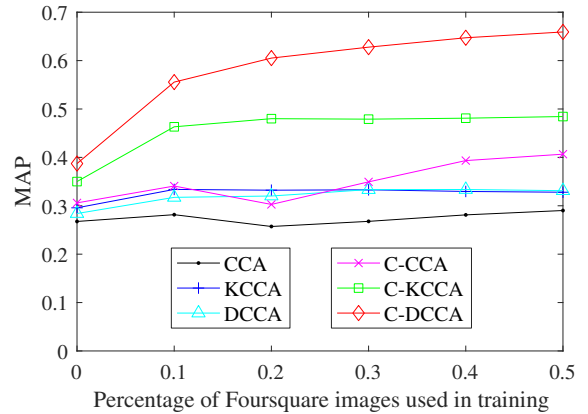 0.7
0.6
0.5
0.4
0.3
0.2
0.1
0
MAP
CCA
KCCA
DCCA
C-CCA
C-KCCA
C-DCCA
0 0.1 0.2 0.3 0.4 0.5
Percentage of Foursquare images used in training